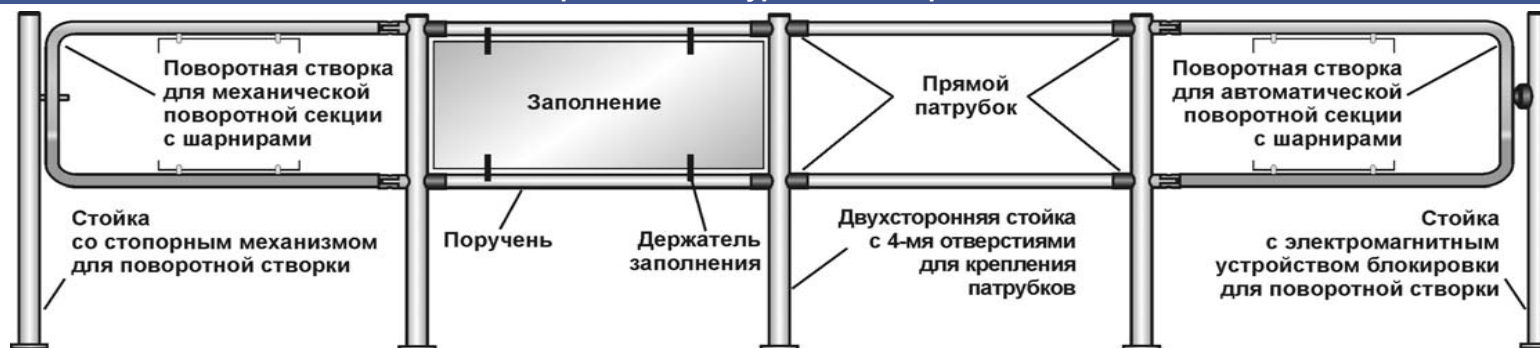 Поворотная створка
для механической
поворотной секции
с шарнирами
Заполнение
Прямой
патрубок
Поворотная створка
для автоматической
поворотной секции
с шарнирами
Стойка
со стопорным механизмом
для поворотной створки
Поручень
Держатель
заполнения
Двухсторонняя стойка
с 4-мя отверстиями
для крепления
патрубков
Стойка
с электромагнитным
устройством блокировки
для поворотной створки